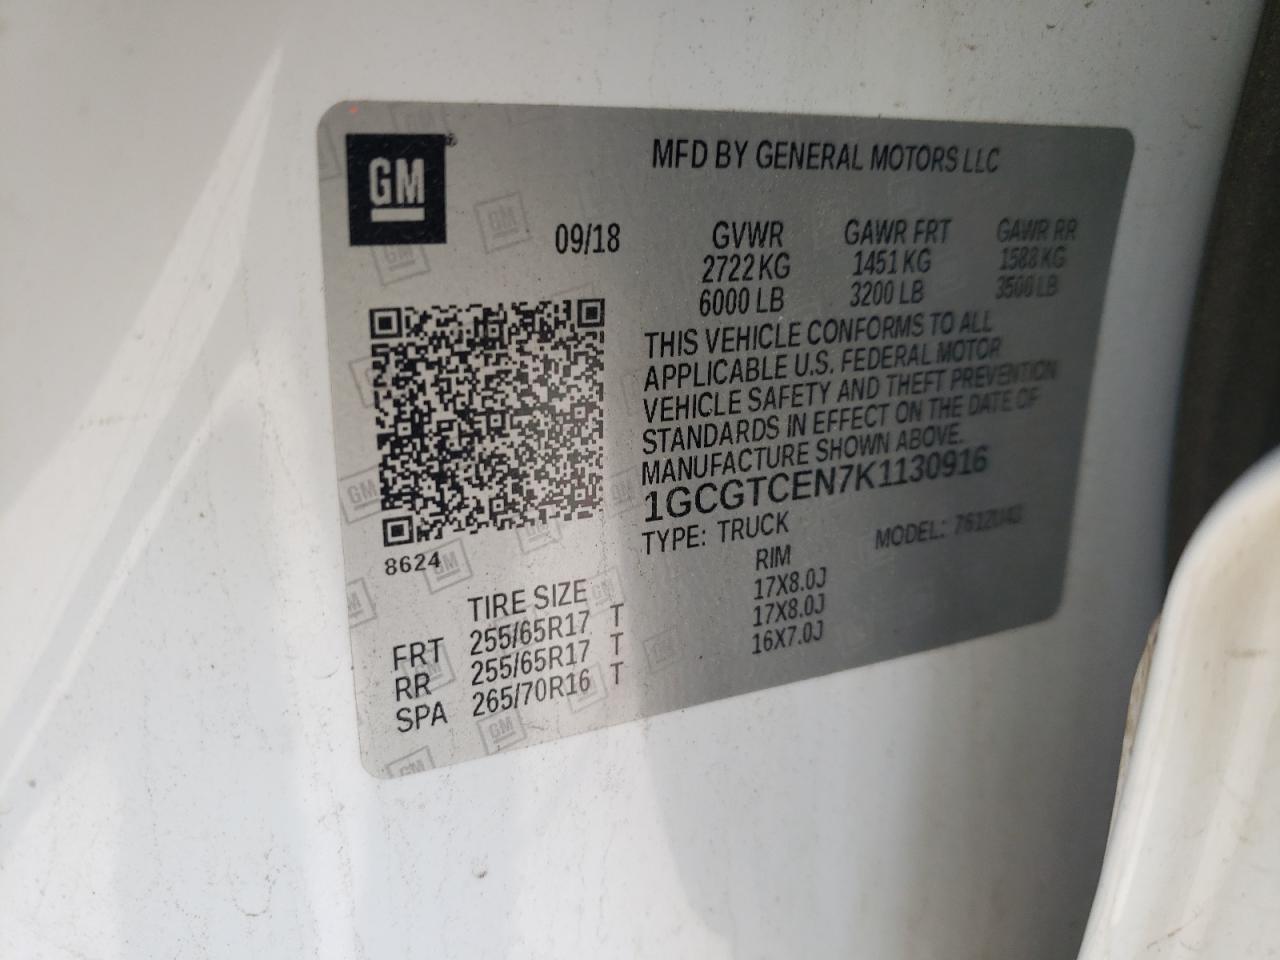 GM
MFD BY GENERAL MOTORS LLC
09/18
GVWR GAWR FRT GAWR RR
2722 KG 1451 KG 1588 KG
6000 LB 3200 LB 3500 LB
THIS VEHICLE CONFORMS TO ALL
APPLICABLE U.S. FEDERAL MOTOR
VEHICLE SAFETY AND THEFT PREVENTION
STANDARDS IN EFFECT ON THE DATE OF
MANUFACTURE SHOWN ABOVE.
1GCGTCEN7K1130916
TYPE: TRUCK MODEL:
8624
TIRE SIZE RIM
FRT 255/65R17 T 17X8.0J
RR 255/65R17 T 17X8.0J
SPA 265/70R16 T 16X7.0J